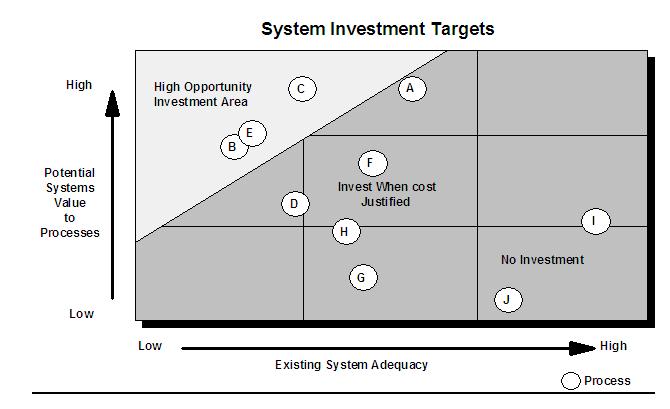 System Investment Targets
High
High Opportunity
Investment Area
C
A
E
B
Potential
Systems
Value
to
Processes
F
Invest When cost
Justified
D
I
H
No Investment
G
J
Low
Low
High
Existing System Adequacy
Process